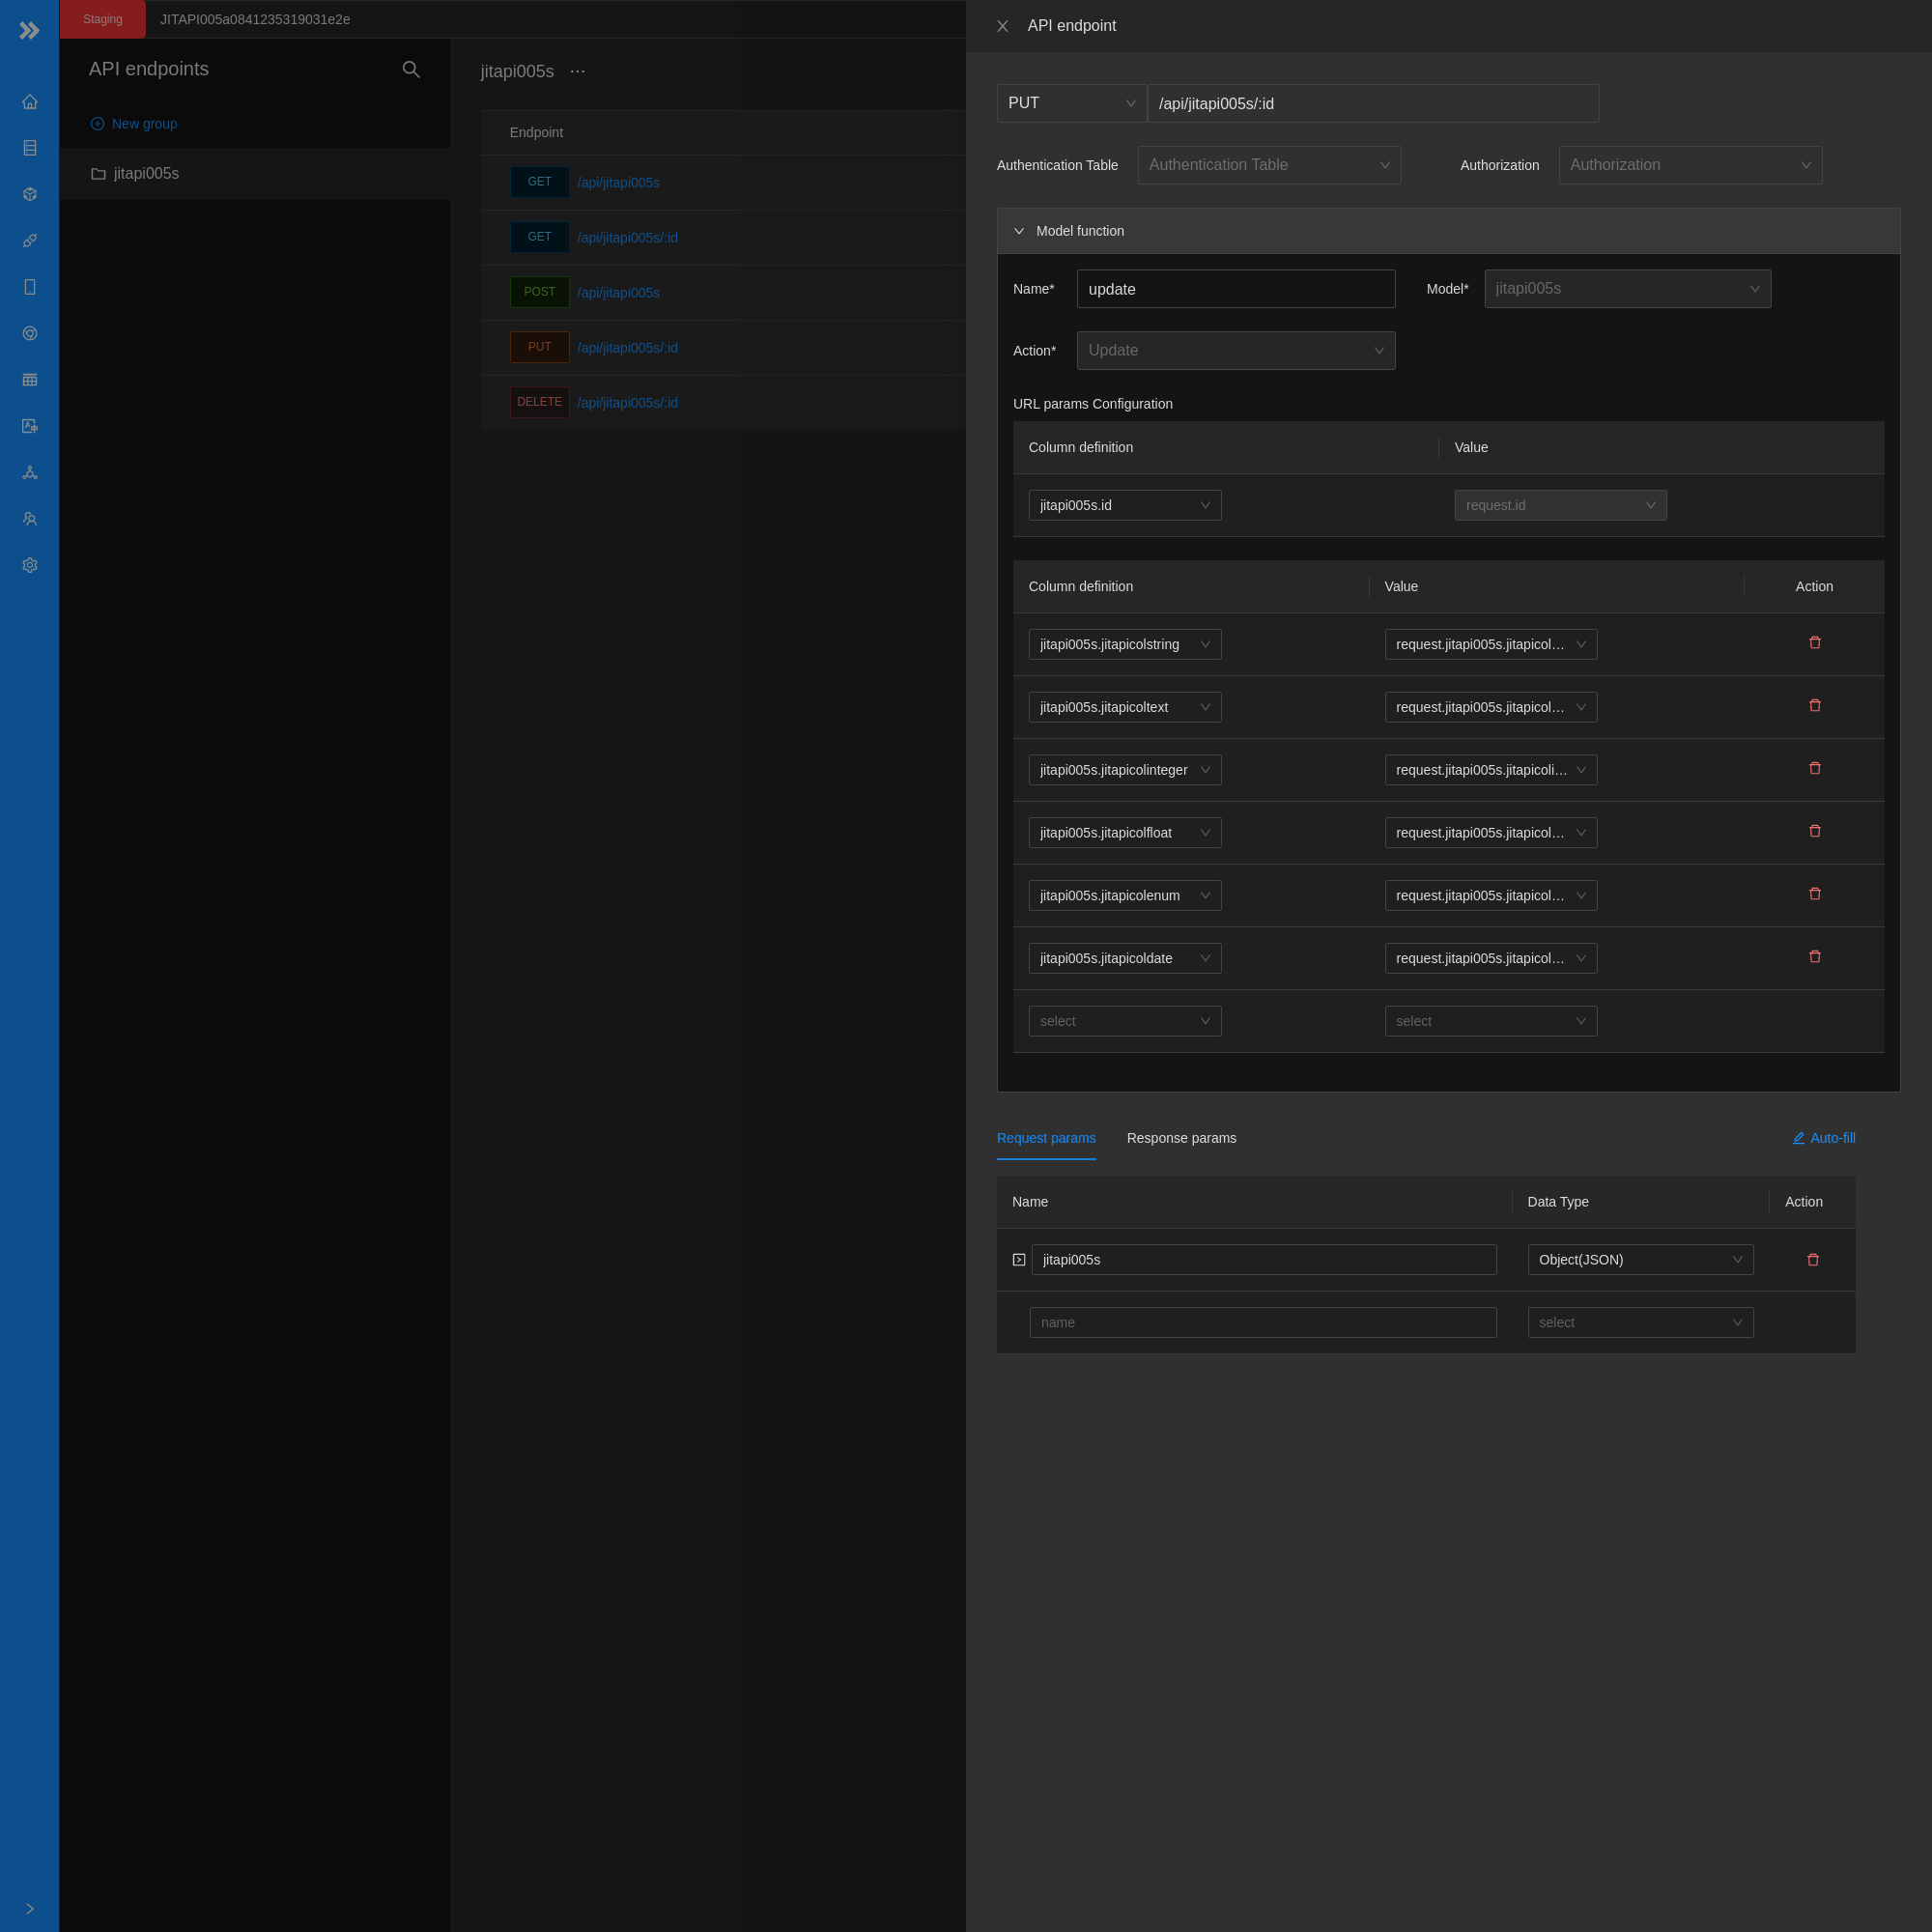 Staging
JITAPI005a0841235319031e2e
API endpoints
New group
jitapi005s
jitapi005s ···
Endpoint
GET /api/jitapi005s
GET /api/jitapi005s/:id
POST /api/jitapi005s
PUT /api/jitapi005s/:id
DELETE /api/jitapi005s/:id
API endpoint
PUT /api/jitapi005s/:id
Authentication Table Authentication Table Authorization Authorization
Model function
Name* update Model* jitapi005s
Action* Update
URL params Configuration
Column definition Value
jitapi005s.id request.id
Column definition Value Action
jitapi005s.jitapicolstring request.jitapi005s.jitapicol…
jitapi005s.jitapicoltext request.jitapi005s.jitapicol…
jitapi005s.jitapicolinteger request.jitapi005s.jitapicoli…
jitapi005s.jitapicolfloat request.jitapi005s.jitapicol…
jitapi005s.jitapicolenum request.jitapi005s.jitapicol…
jitapi005s.jitapicoldate request.jitapi005s.jitapicol…
select select
Request params Response params Auto-fill
Name Data Type Action
jitapi005s Object(JSON)
name select